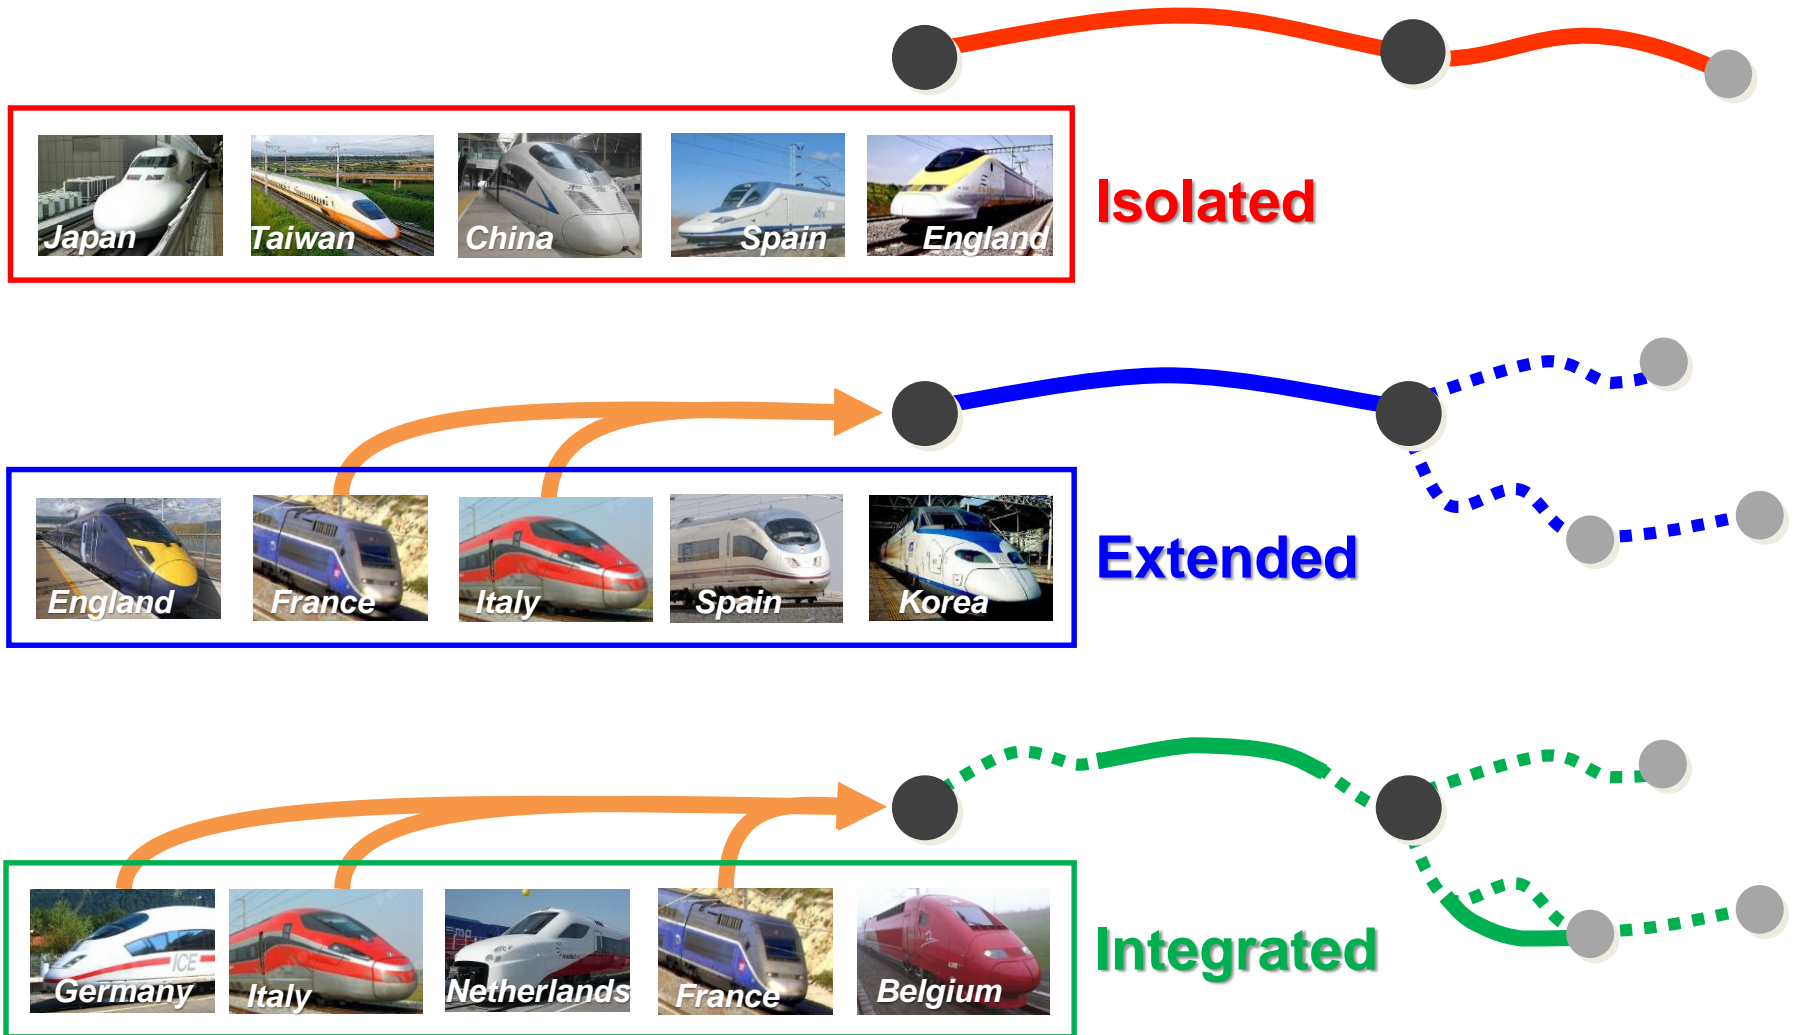 Japan
Taiwan
China
Spain
England
Isolated
England
France
Italy
Spain
Korea
Extended
ICE
Germany
Italy
Netherlands
France
Belgium
Integrated